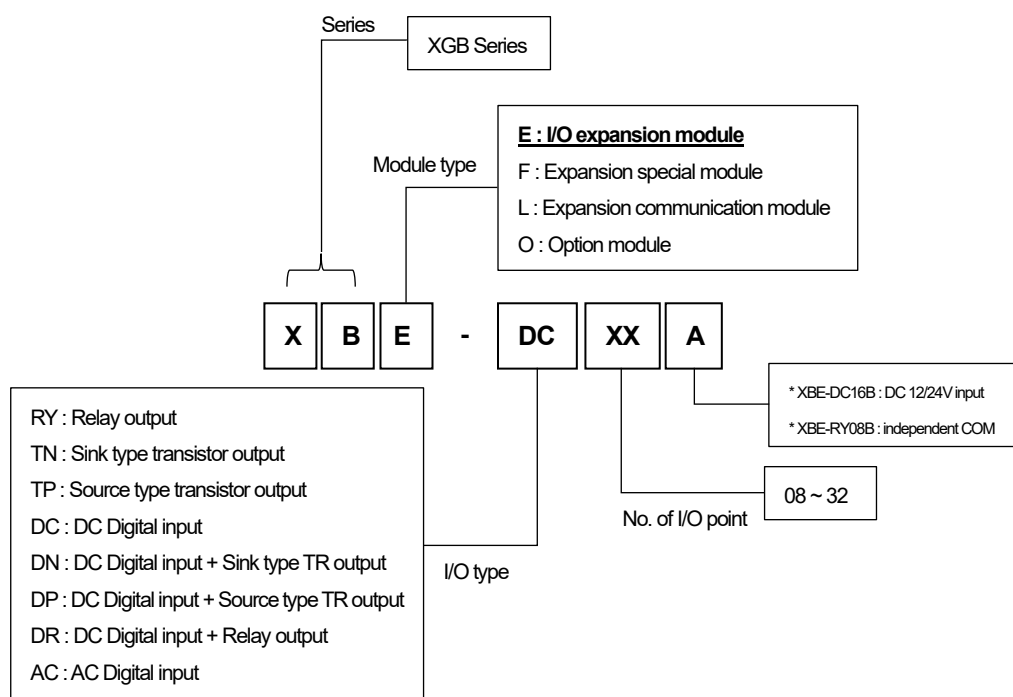 Series
XGB Series
E : I/O expansion module
Module type
F : Expansion special module
L : Expansion communication module
O : Option module
X B E - DC XX A
* XBE-DC16B : DC 12/24V input
* XBE-RY08B : independent COM
RY : Relay output
TN : Sink type transistor output
TP : Source type transistor output
DC : DC Digital input
DN : DC Digital input + Sink type TR output
DP : DC Digital input + Source type TR output
DR : DC Digital input + Relay output
AC : AC Digital input
08 ~ 32
No. of I/O point
I/O type